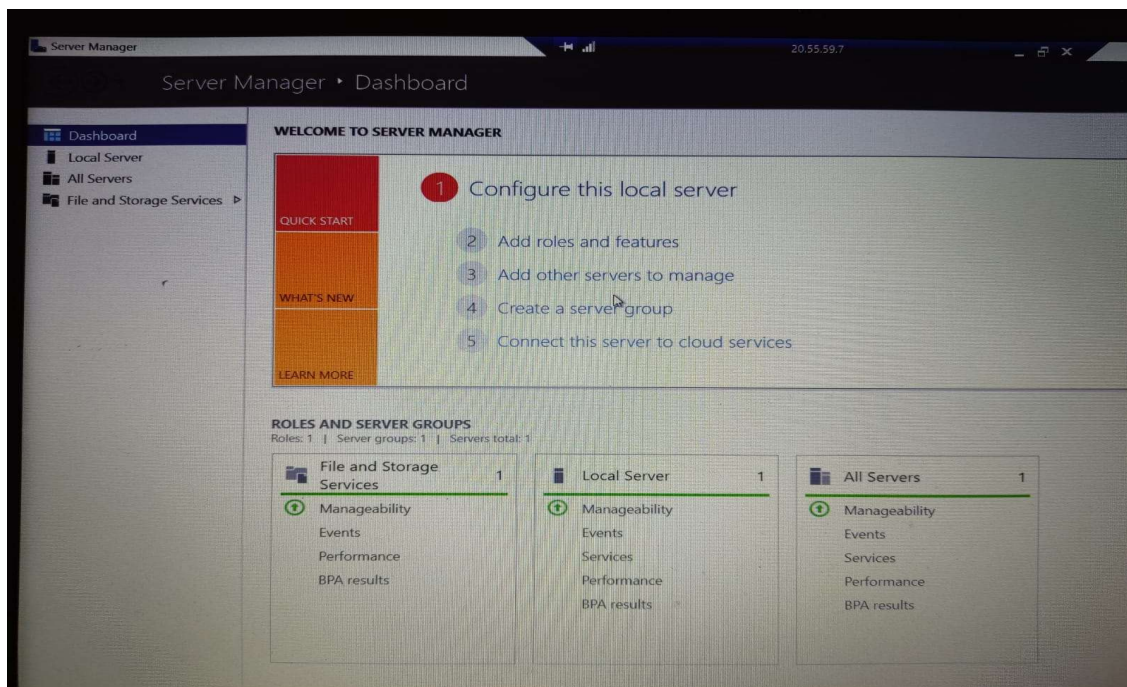 Server Manager
20.55.59.7
Server Manager • Dashboard
Dashboard
Local Server
All Servers
File and Storage Services
WELCOME TO SERVER MANAGER
QUICK START
WHAT'S NEW
LEARN MORE
1 Configure this local server
2 Add roles and features
3 Add other servers to manage
4 Create a server group
5 Connect this server to cloud services
ROLES AND SERVER GROUPS
Roles: 1 | Server groups: 1 | Servers total: 1
File and Storage
Services 1
Manageability
Events
Performance
BPA results
Local Server 1
Manageability
Events
Services
Performance
BPA results
All Servers 1
Manageability
Events
Services
Performance
BPA results